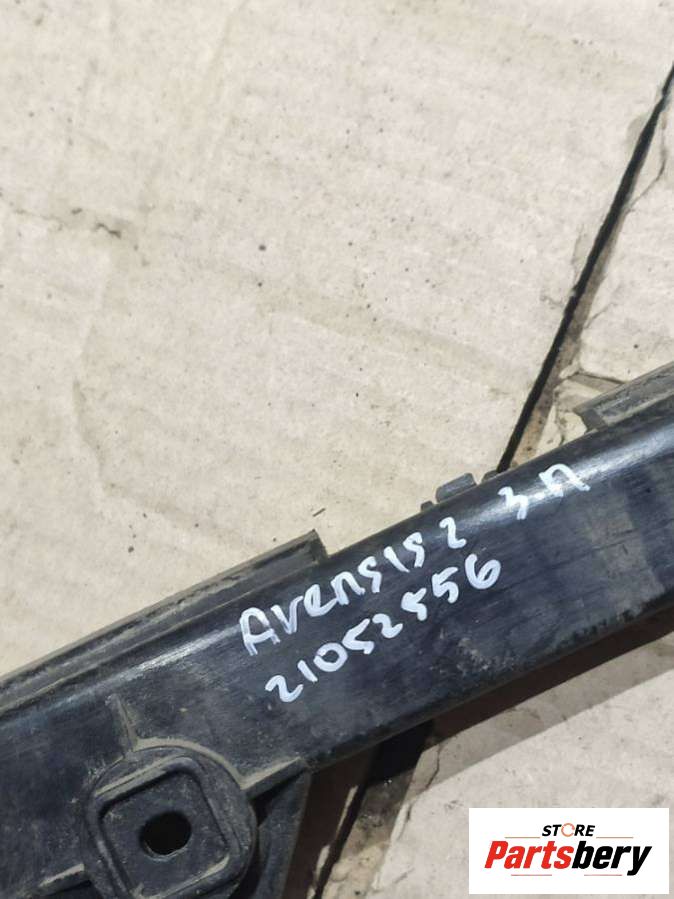 Avensis 2 з.п
21052556
STORE
Partsbery